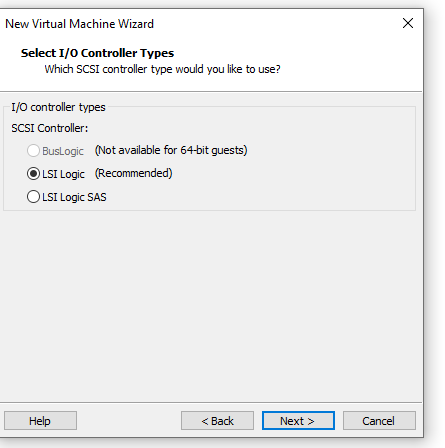 New Virtual Machine Wizard
Select I/O Controller Types
Which SCSI controller type would you like to use?
I/O controller types
SCSI Controller:
BusLogic (Not available for 64-bit guests)
LSI Logic (Recommended)
LSI Logic SAS
Help < Back Next > Cancel